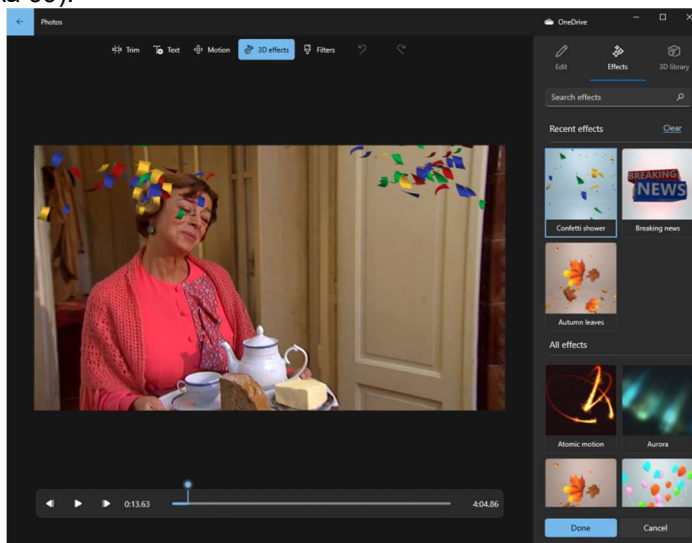 Photos
OneDrive
Trim Text Motion 3D effects Filters
Edit Effects 3D library
Search effects
Recent effects Clear
BREAKING NEWS
Confetti shower Breaking news
Autumn leaves
All effects
Atomic motion Aurora
0:13.63 4:04.86
Done Cancel